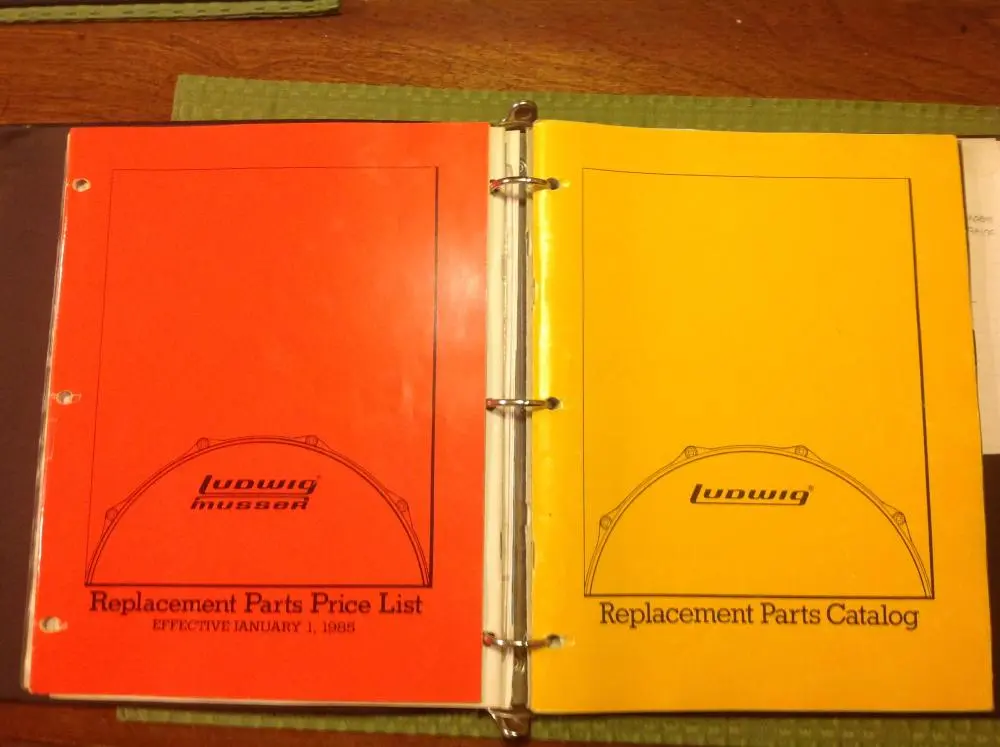 Ludwig®
musser
Replacement Parts Price List
EFFECTIVE JANUARY 1, 1985
Ludwig®
Replacement Parts Catalog